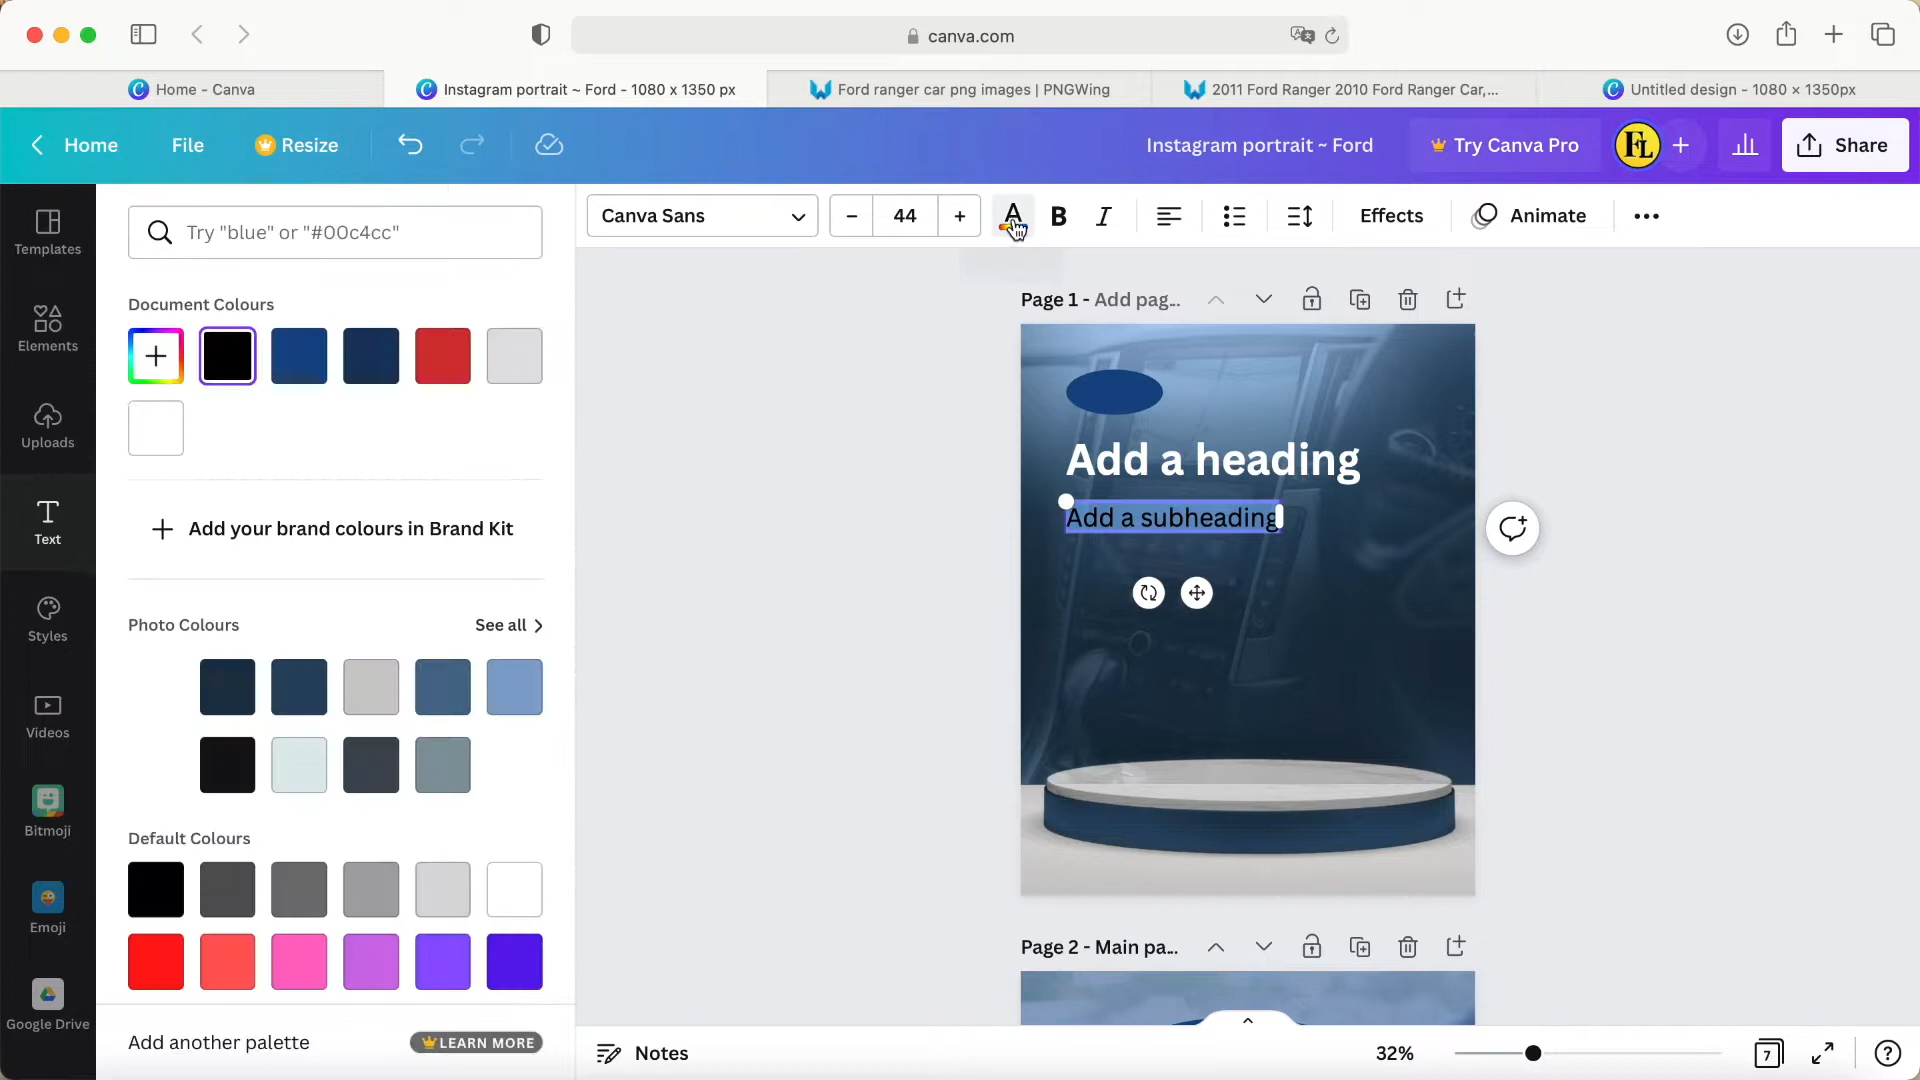 canva.com
Home - Canva
Instagram portrait ~ Ford - 1080 x 1350 px
Ford ranger car png images | PNGWing
2011 Ford Ranger 2010 Ford Ranger Car,...
Untitled design - 1080 × 1350px
Home
File
Resize
Instagram portrait ~ Ford
Try Canva Pro
FL
Share
Templates
Elements
Uploads
Text
Styles
Videos
Bitmoji
Emoji
Google Drive
Try "blue" or "#00c4cc"
Document Colours
Add your brand colours in Brand Kit
Photo Colours
See all
Default Colours
Add another palette
LEARN MORE
Canva Sans
44
A
B
I
Effects
Animate
Page 1 - Add pag...
Add a heading
Add a subheading
Page 2 - Main pa...
Notes
32%
7
?